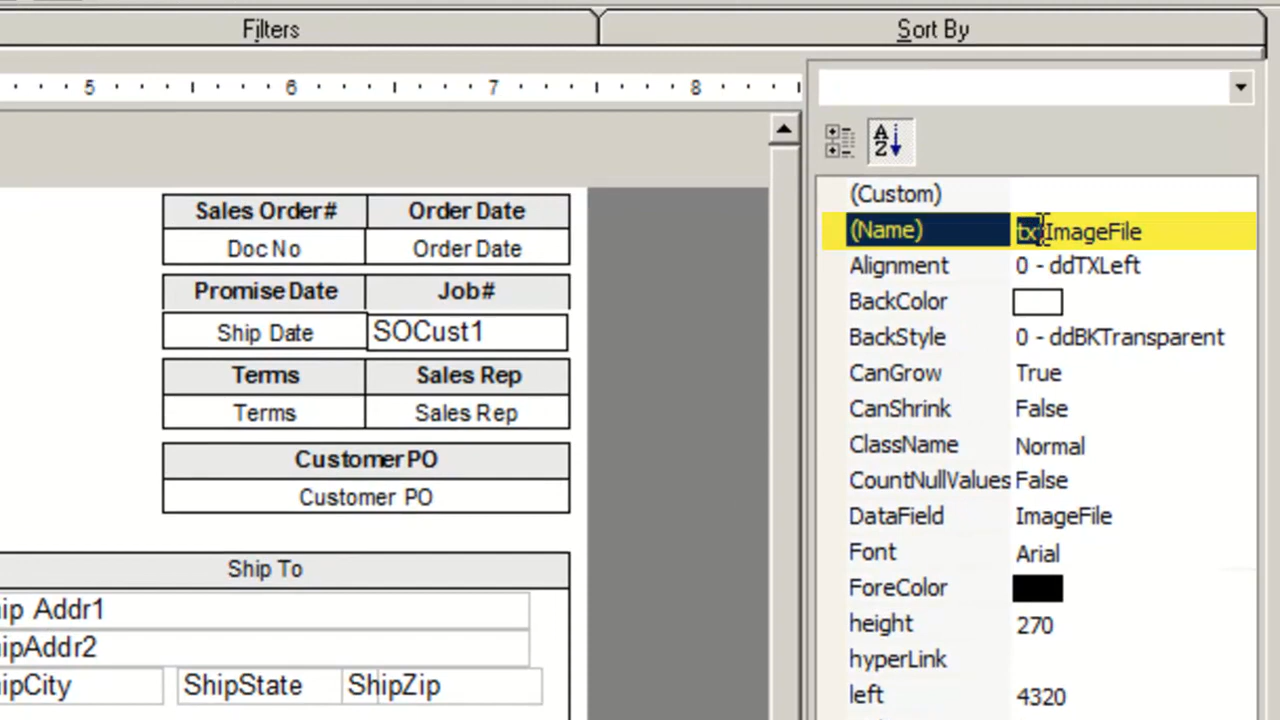 Filters
Sort By
5 6 7 8
Sales Order# Order Date
Doc No Order Date
Promise Date Job#
Ship Date SOCust1
Terms Sales Rep
Terms Sales Rep
Customer PO
Customer PO
Ship To
ip Addr1
ipAddr2
ipCity ShipState ShipZip
AZ
(Custom)
(Name) txtImageFile
Alignment 0 - ddTXLeft
BackColor
BackStyle 0 - ddBKTransparent
CanGrow True
CanShrink False
ClassName Normal
CountNullValues False
DataField ImageFile
Font Arial
ForeColor
height 270
hyperLink
left 4320